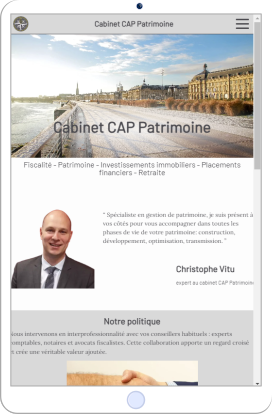 Cabinet CAP Patrimoine
Cabinet CAP Patrimoine
Fiscalité - Patrimoine - Investissements immobiliers - Placements
financiers - Retraite
" Spécialiste en gestion de patrimoine, je suis présent à
vos côtés pour vous accompagner dans toutes les
phases de vie de votre patrimoine: construction,
développement, optimisation, transmission. "
Christophe Vitu
expert au cabinet CAP Patrimoine
Notre politique
ous intervenons en interprofessionnalité avec vos conseillers habituels : experts
omptables, notaires et avocats fiscalistes. Cette collaboration apporte un regard croisé
t crée une véritable valeur ajoutée.